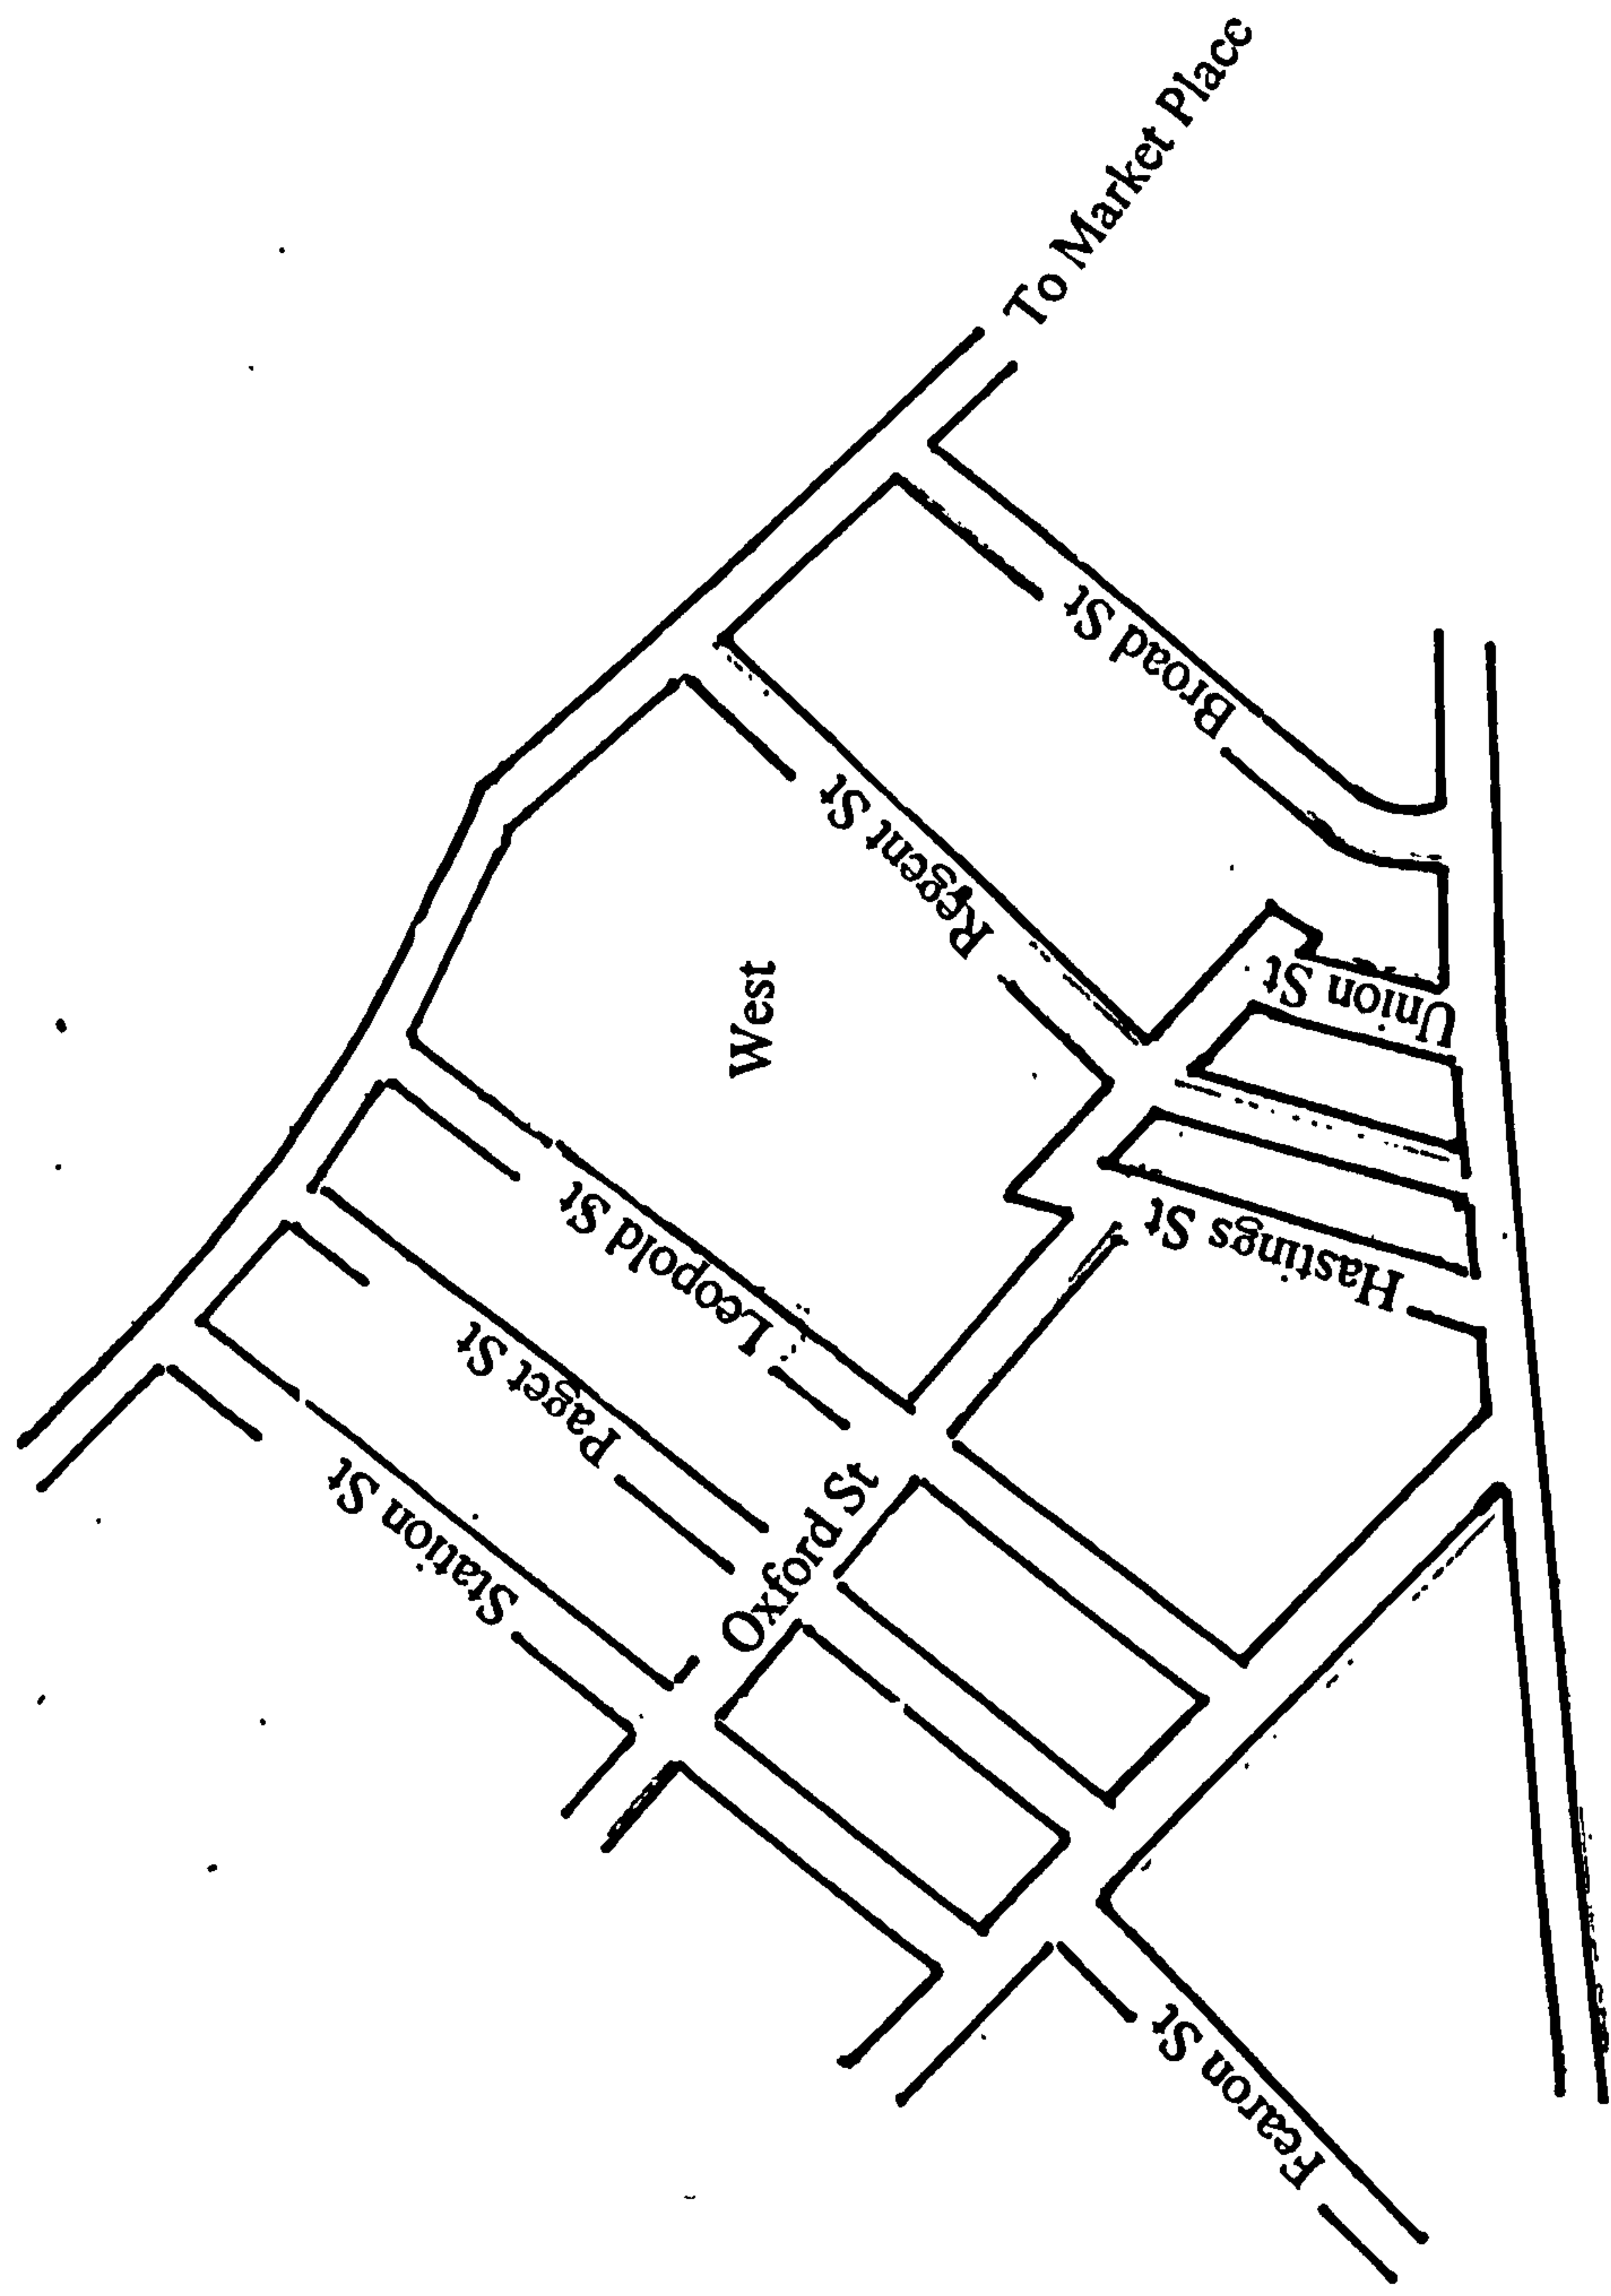 To Market Place
Broad St
Regent St
West
Union St
Hastings St
Leopold St
Paget St
Oxford St
Station St
Fearon St